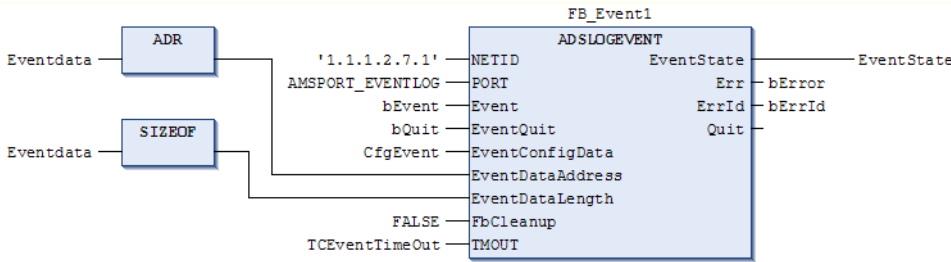 FB_Event1
ADR
ADSLOGEVENT
Eventdata
'1.1.1.2.7.1' NETID EventState EventState
AMSPORT_EVENTLOG PORT Err bError
bEvent Event ErrId bErrId
SIZEOF
bQuit EventQuit Quit
Eventdata
CfgEvent EventConfigData
EventDataAddress
EventDataLength
FALSE FbCleanup
TCEventTimeOut TMOUT